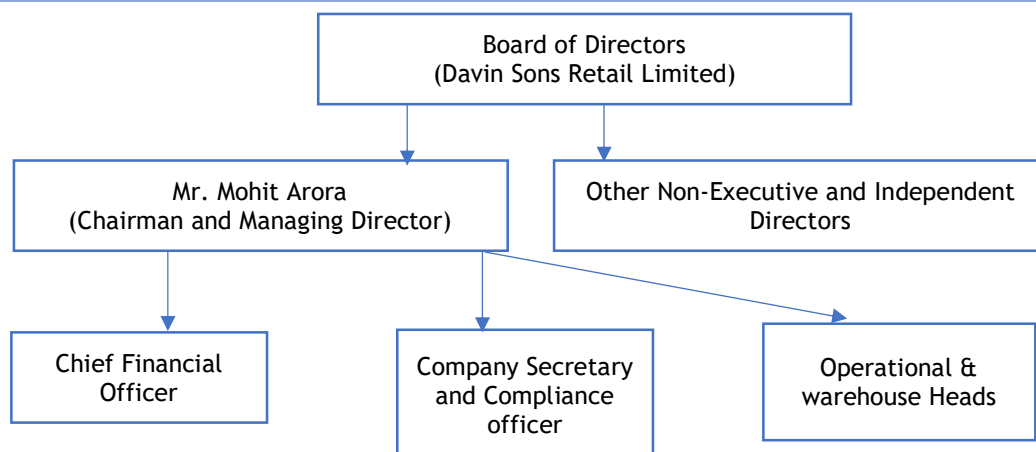 Board of Directors
(Davin Sons Retail Limited)
Mr. Mohit Arora
(Chairman and Managing Director)
Other Non-Executive and Independent
Directors
Chief Financial
Officer
Company Secretary
and Compliance
officer
Operational &
warehouse Heads